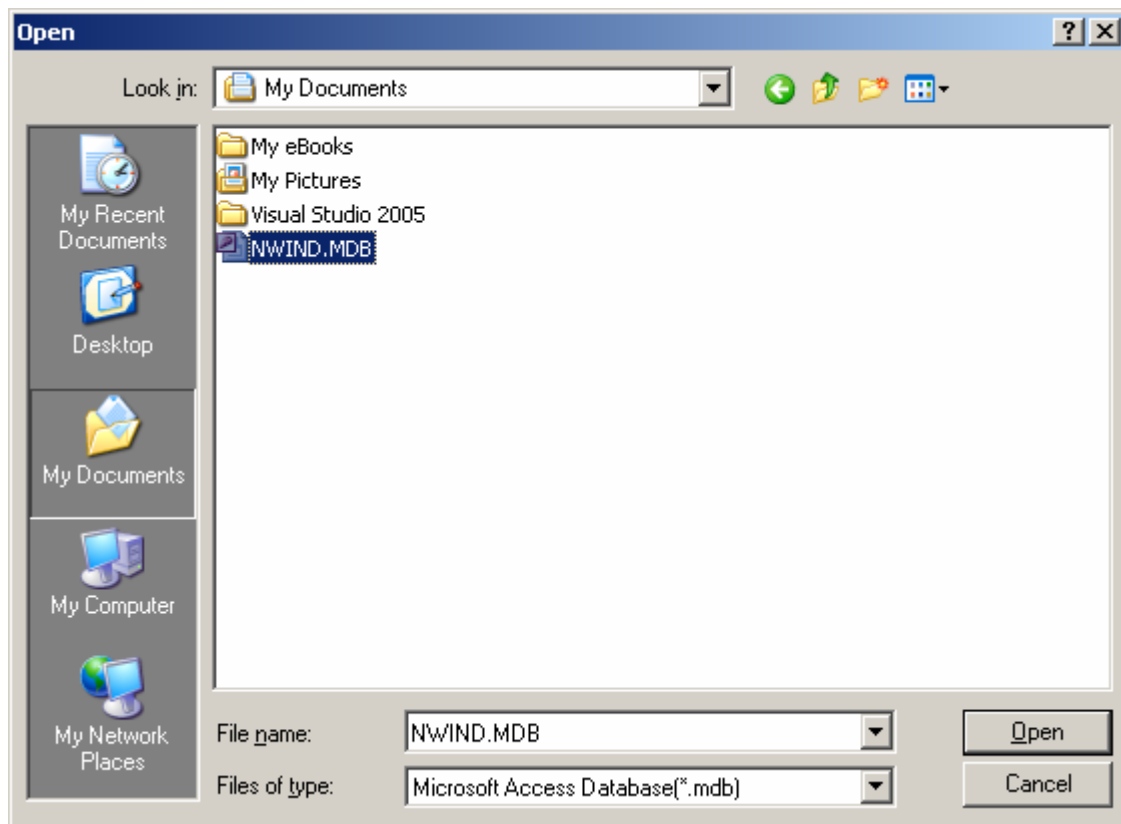 Open
Look in:
My Documents
My eBooks
My Pictures
Visual Studio 2005
NWIND.MDB
My Recent
Documents
Desktop
My Documents
My Computer
My Network
Places
File name:
NWIND.MDB
Open
Files of type:
Microsoft Access Database(*.mdb)
Cancel